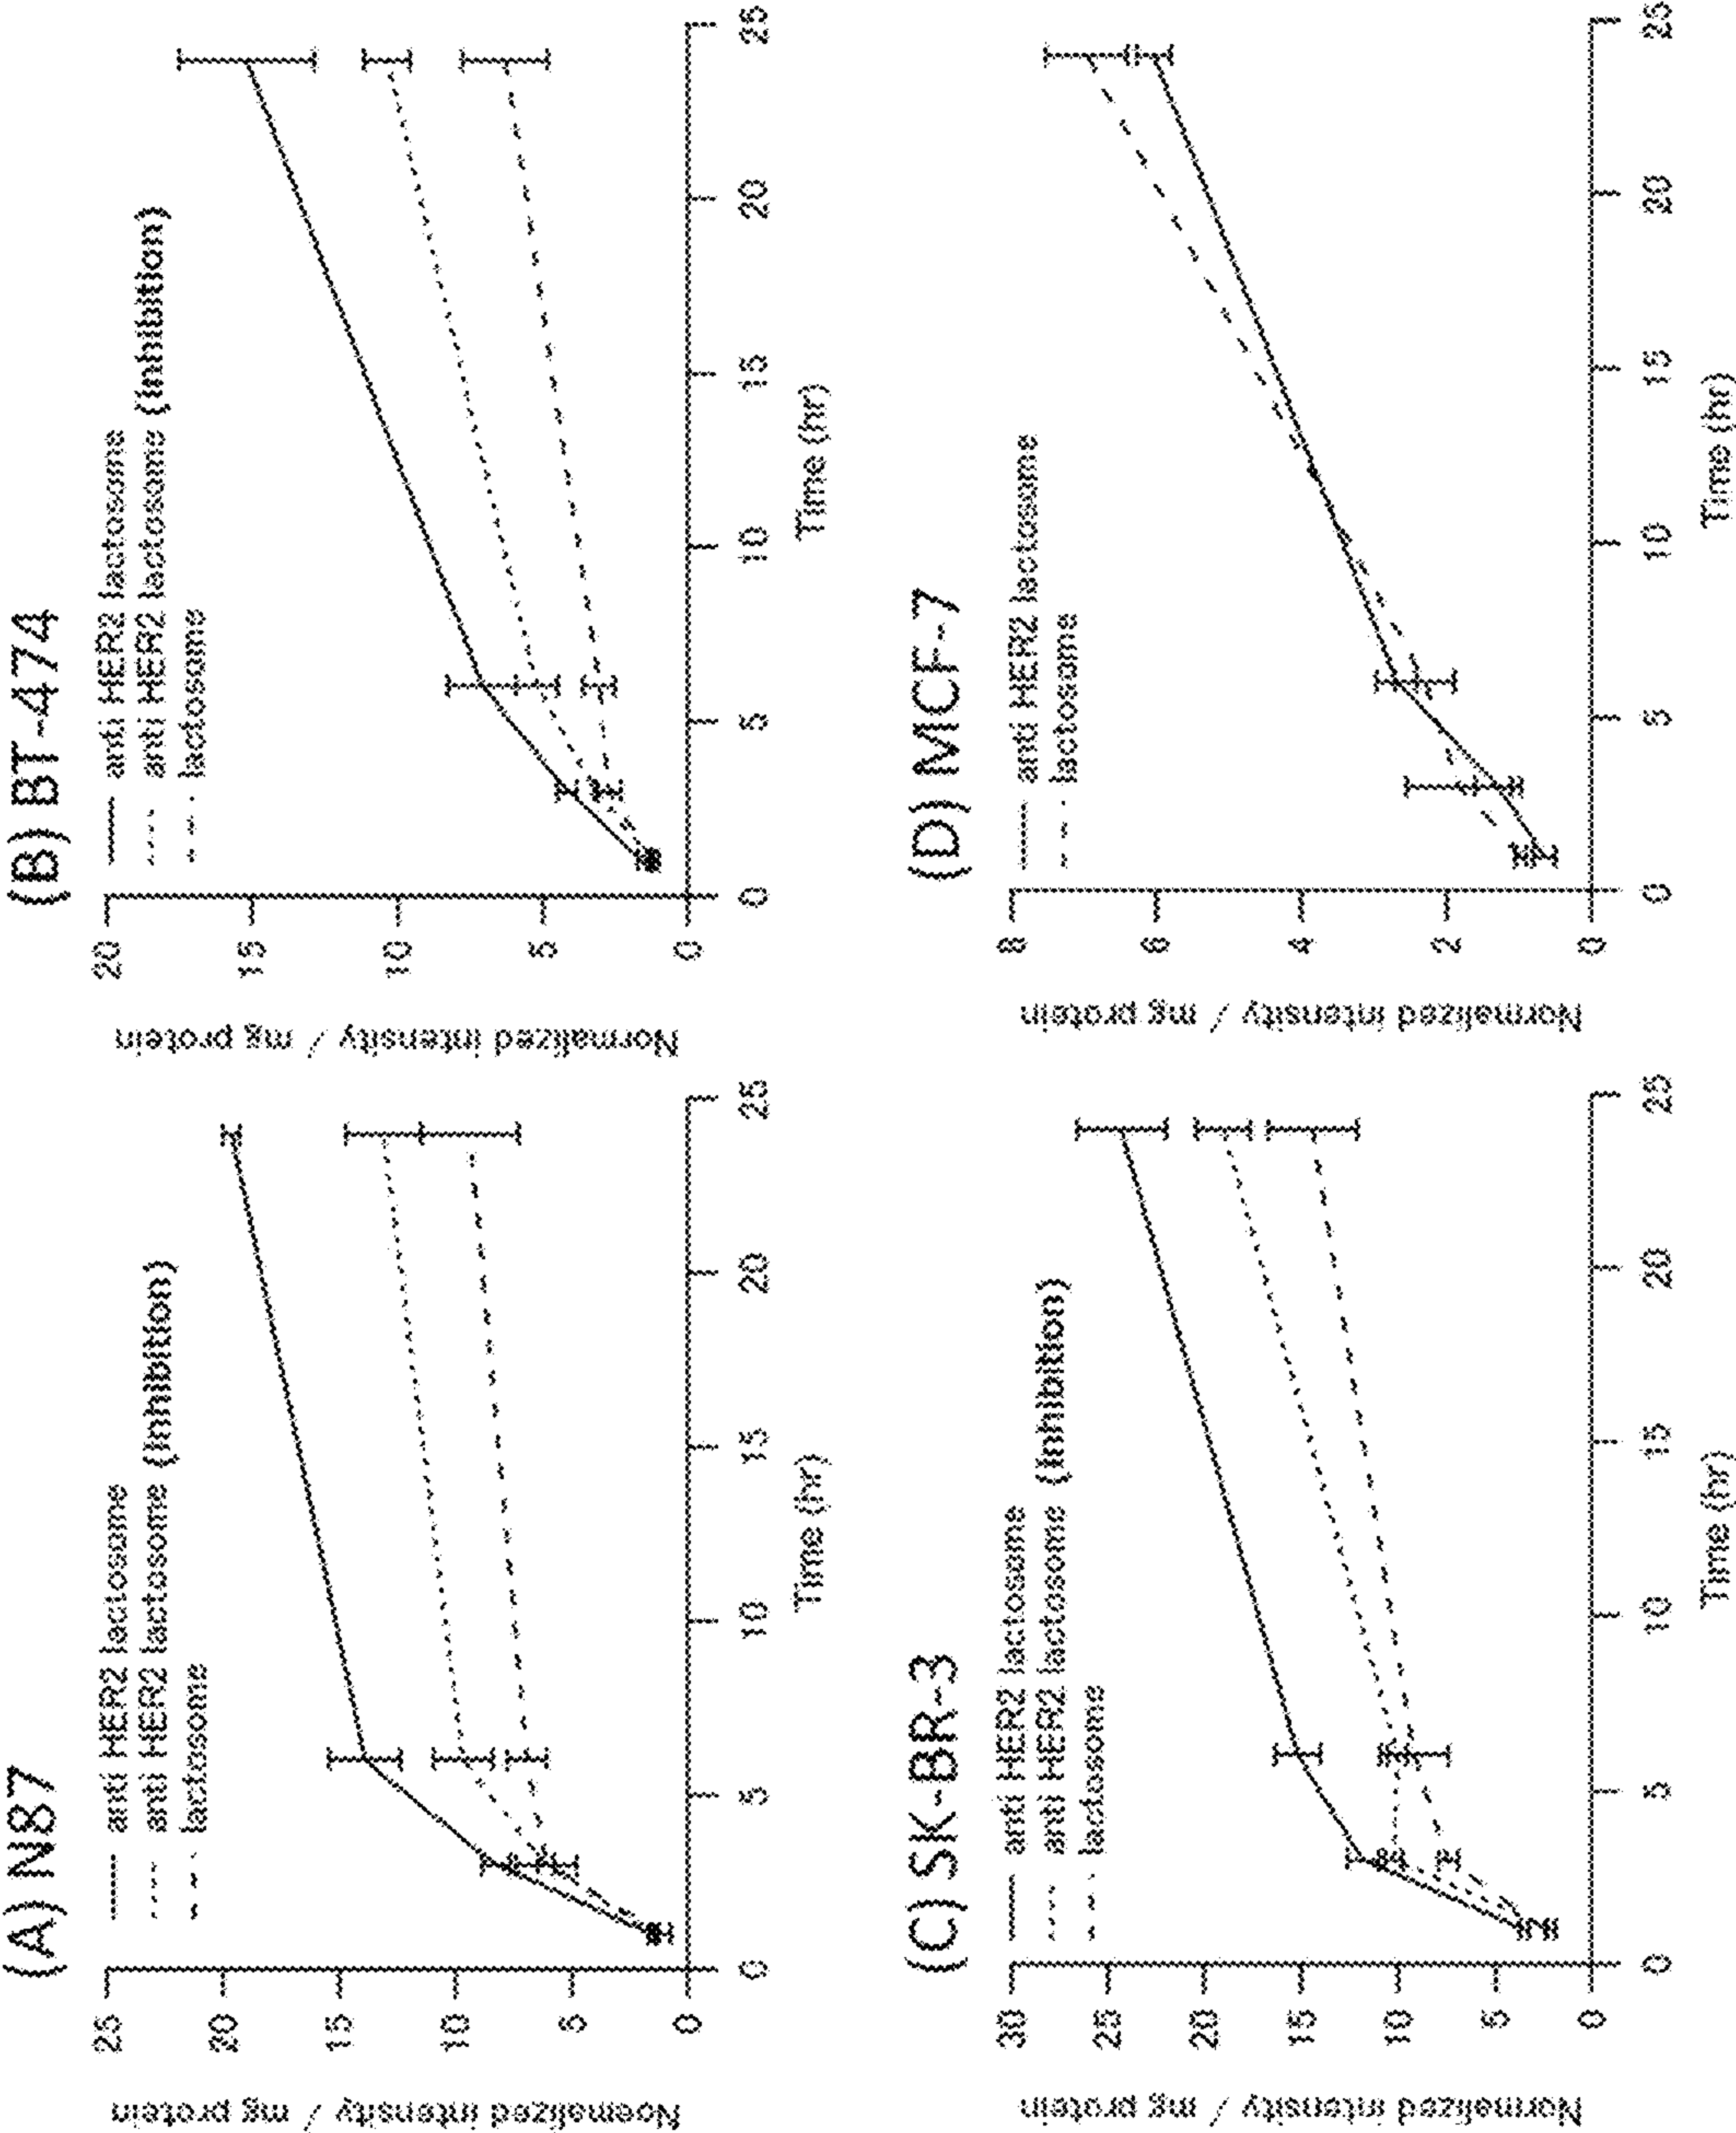 (A) N87
anti HER2 lactosome
anti HER2 lactosome (Inhibition)
lactosome
Noemalized intensity / mg protein
25
20
15
10
5
0
0
5
10
15
20
25
Time (hr)
(B) BT-474
anti HER2 lactosome
anti HER2 lactosome (Inhibition)
lactosome
Normalized intensity / mg protein
20
15
10
5
0
0
5
10
15
20
25
Time (hr)
(C) SK-BR-3
anti HER2 lactosome
anti HER2 lactosome (Inhibition)
lactosome
Normalized intensity / mg protein
30
25
20
15
10
5
0
0
5
10
15
20
25
Time (hr)
(D) MCF-7
anti HER2 lactosome
lactosome
Normalized intensity / mg protein
8
6
4
2
0
0
5
10
15
20
25
Time (hr)